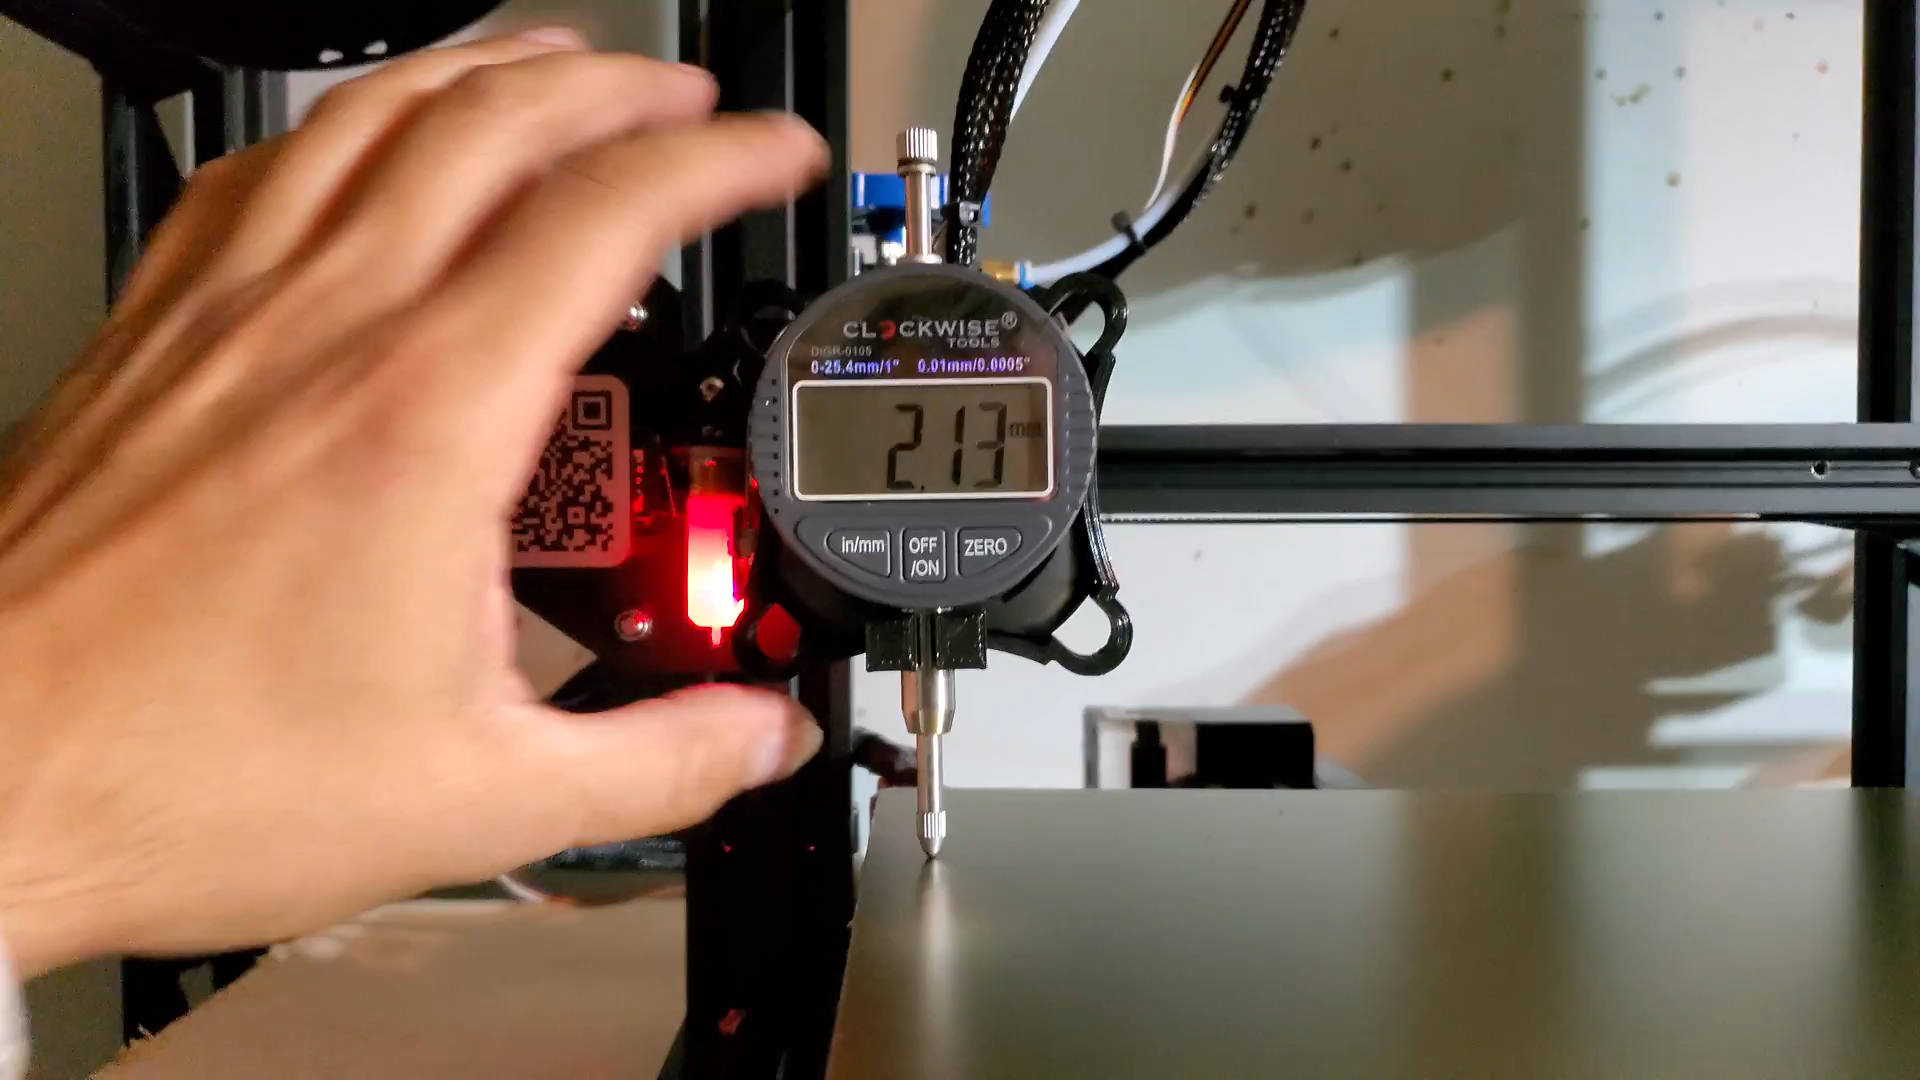 CLOCKWISE®
TOOLS
DIGR-0105
0-25.4mm/1" 0.01mm/0.0005"
2.13 mm
in/mm
OFF
/ON
ZERO